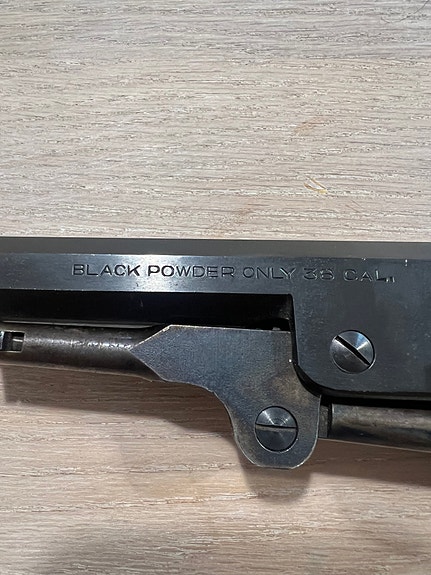 BLACK POWDER ONLY 36 CAL.